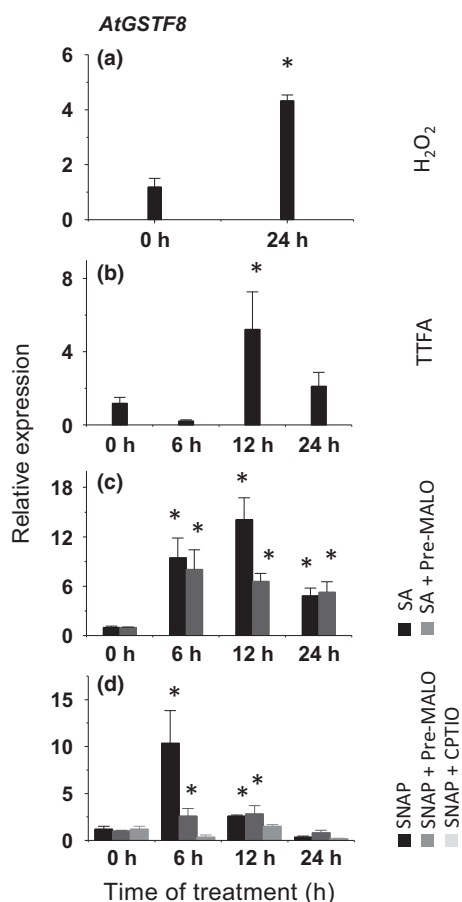 AtGSTF8
(a)
6
4
2
0
*
0 h 24 h
H₂O₂
(b)
8
4
0
*
0 h 6 h 12 h 24 h
TTFA
Relative expression
(c)
18
12
6
0
* * * * * *
0 h 6 h 12 h 24 h
SA
SA + Pre-MALO
(d)
15
10
5
0
* * * *
0 h 6 h 12 h 24 h
SNAP
SNAP + Pre-MALO
SNAP + CPTIO
Time of treatment (h)